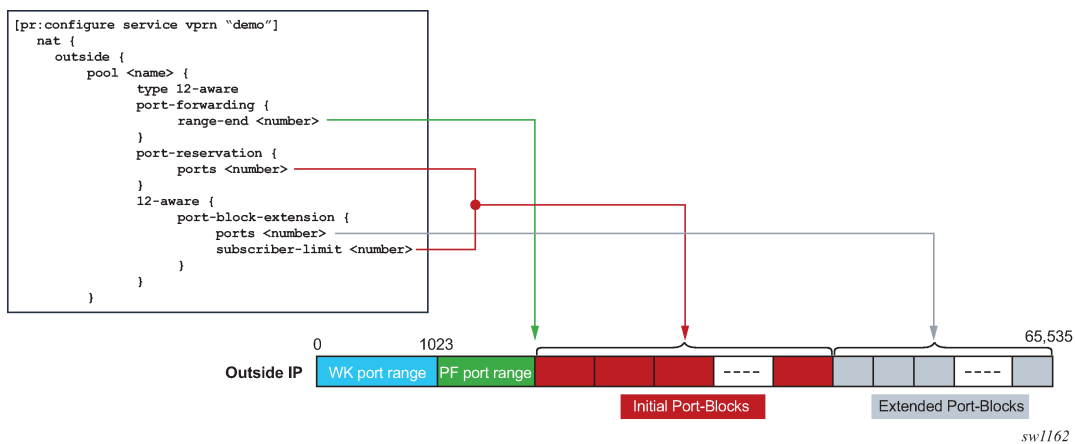 [pr:configure service vprn “demo”]
nat {
outside {
pool <name> {
type l2-aware
port-forwarding {
range-end <number>
}
port-reservation {
ports <number>
}
l2-aware {
port-block-extension {
ports <number>
subscriber-limit <number>
}
}
}
0
1023
65,535
Outside IP
WK port range
PF port range
Initial Port-Blocks
Extended Port-Blocks
sw1162